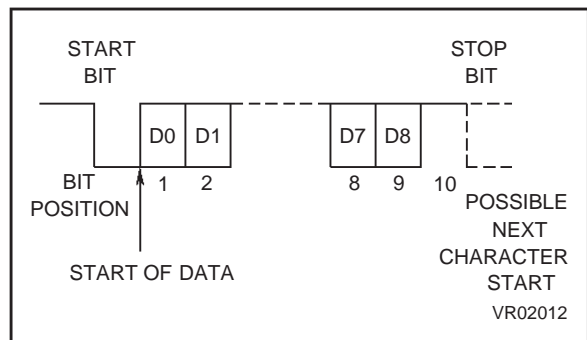 START
BIT
STOP
BIT
D0 D1 D7 D8
BIT
POSITION
1 2 8 9 10
POSSIBLE
NEXT
CHARACTER
START
START OF DATA
VR02012